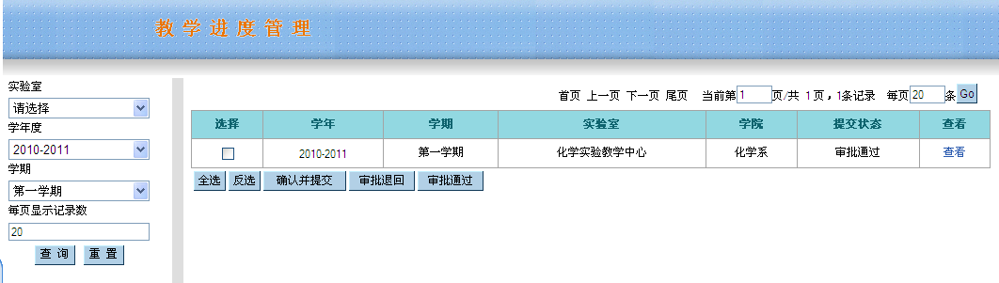 教学进度管理
实验室
请选择
学年度
2010-2011
学期
第一学期
每页显示记录数
20
查 询 重 置
首页 上一页 下一页 尾页 当前第1页/共 1页，1条记录 每页20条Go
选择 学年 学期 实验室 学院 提交状态 查看
2010-2011 第一学期 化学实验教学中心 化学系 审批通过 查看
全选 反选 确认并提交 审批退回 审批通过